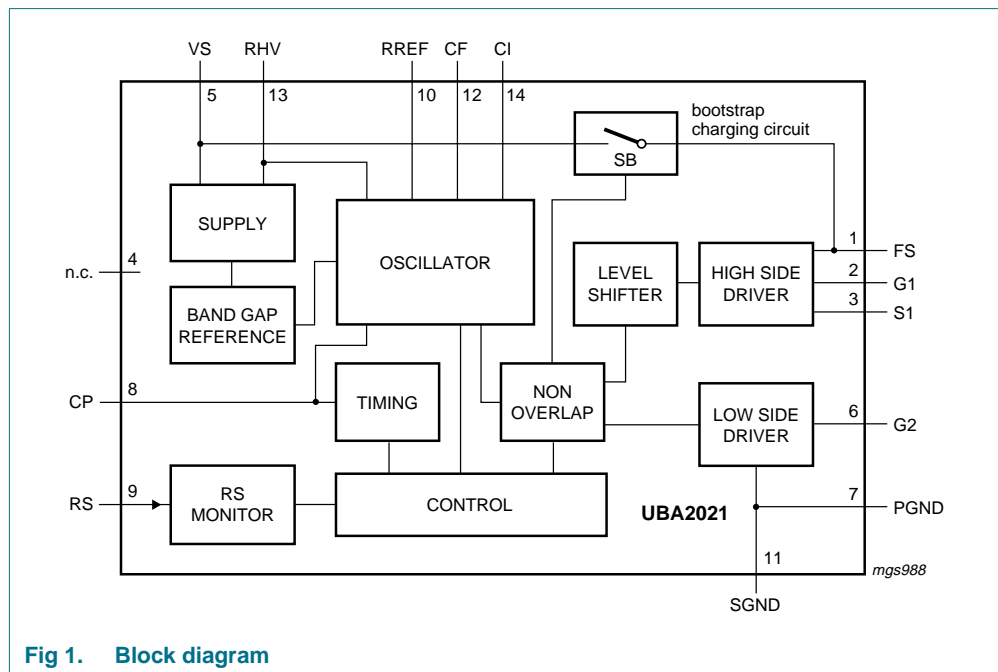 VS RHV RREF CF CI
5 13 10 12 14
bootstrap
charging circuit
SB
SUPPLY
OSCILLATOR
n.c. 4
BAND GAP
REFERENCE
LEVEL
SHIFTER
HIGH SIDE
DRIVER
1 FS
2 G1
3 S1
CP 8
TIMING
NON
OVERLAP
LOW SIDE
DRIVER
6 G2
RS 9
RS
MONITOR
CONTROL
UBA2021
7 PGND
11
SGND
mgs988
Fig 1. Block diagram